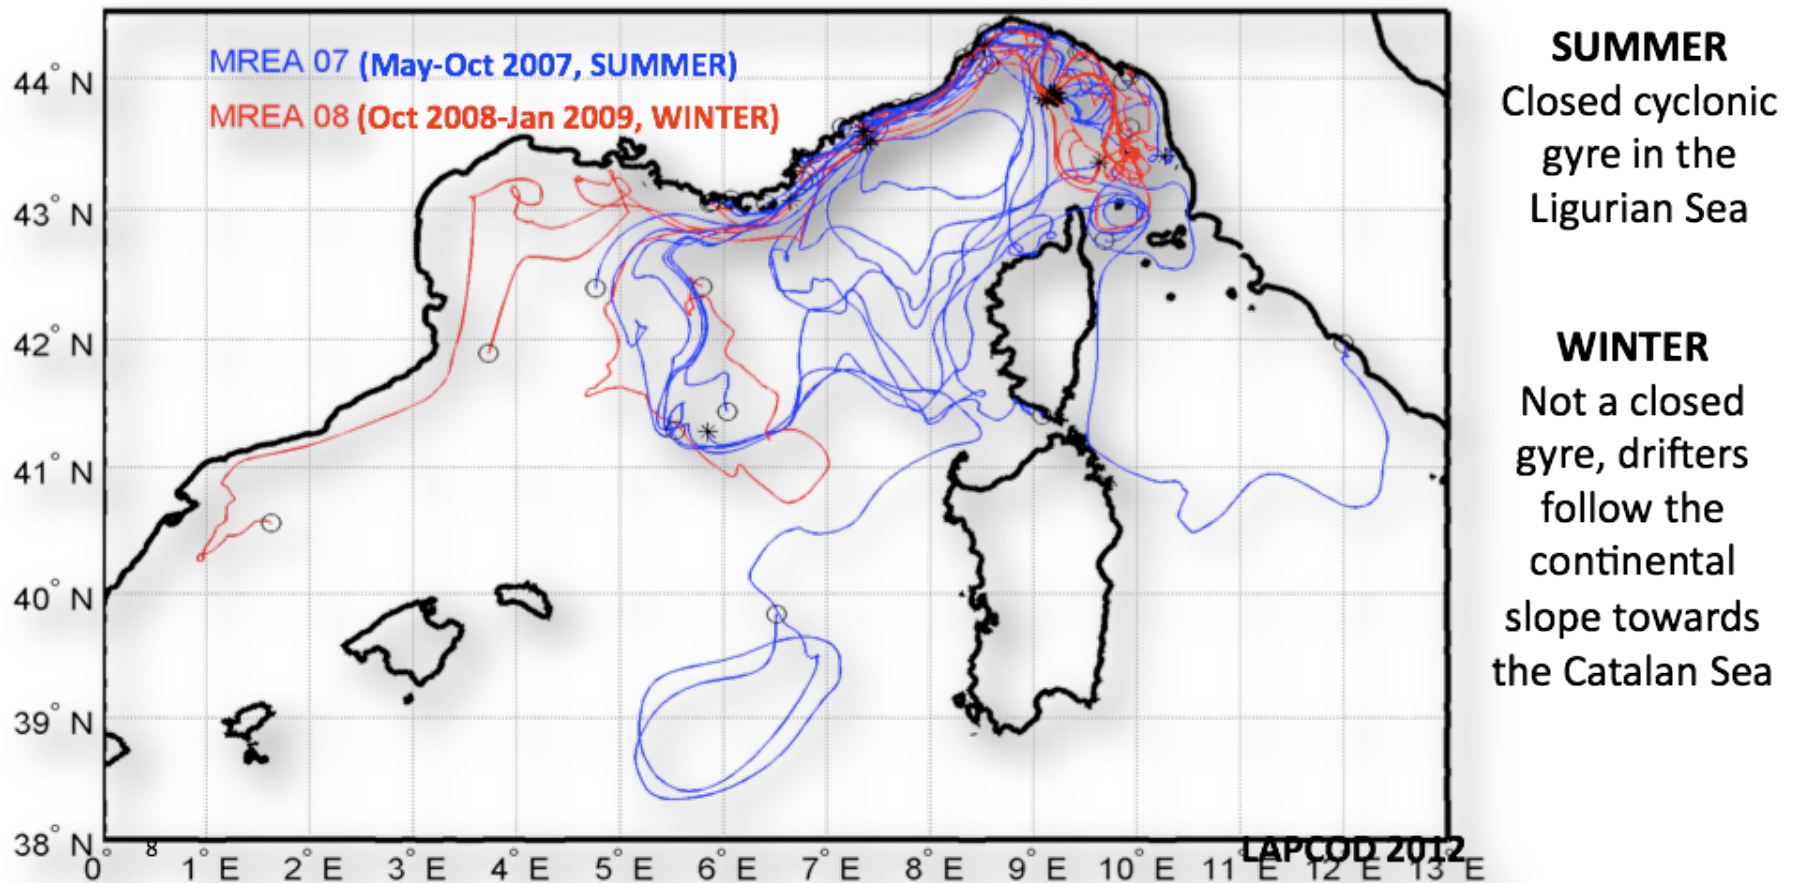 MREA 07 (May-Oct 2007, SUMMER)
MREA 08 (Oct 2008-Jan 2009, WINTER)
44° N
43° N
42° N
41° N
40° N
39° N
38° N
0° 1° E 2° E 3° E 4° E 5° E 6° E 7° E 8° E 9° E 10° E 11° E 12° E 13° E
8
LAPCOD 2012
SUMMER
Closed cyclonic
gyre in the
Ligurian Sea
WINTER
Not a closed
gyre, drifters
follow the
continental
slope towards
the Catalan Sea